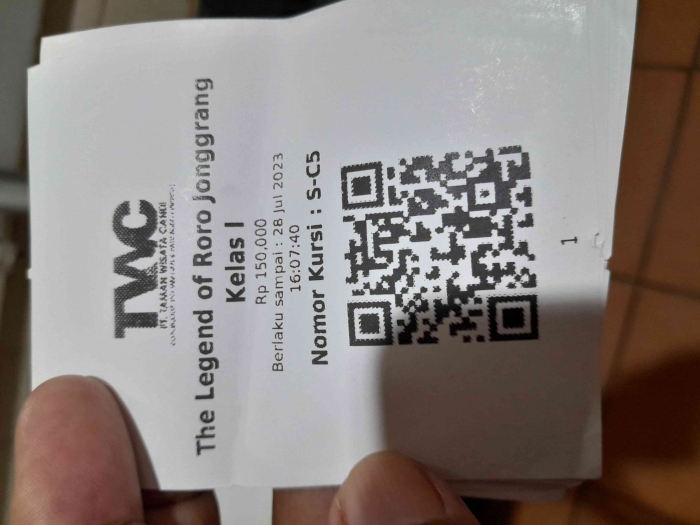 TWC
PT. TAMAN WISATA CANDI
The Legend of Roro Jonggrang
Kelas I
Rp 150,000
Berlaku sampai : 28 Jul 2023
16:07:40
Nomor Kursi : S-C5
1